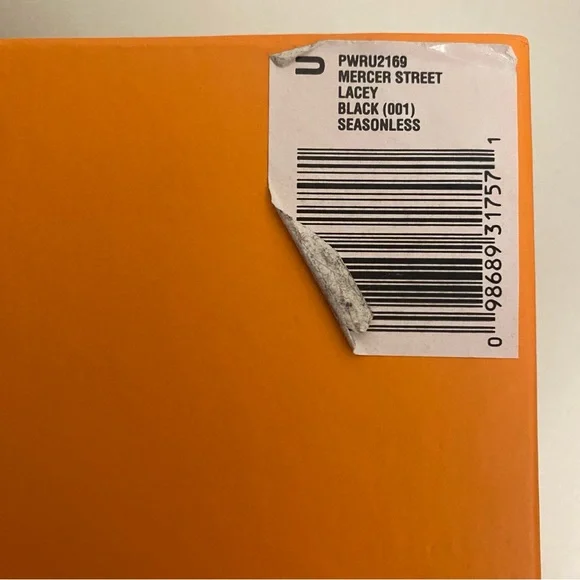 U
PWRU2169
MERCER STREET
LACEY
BLACK (001)
SEASONLESS
0 98689 31757 1